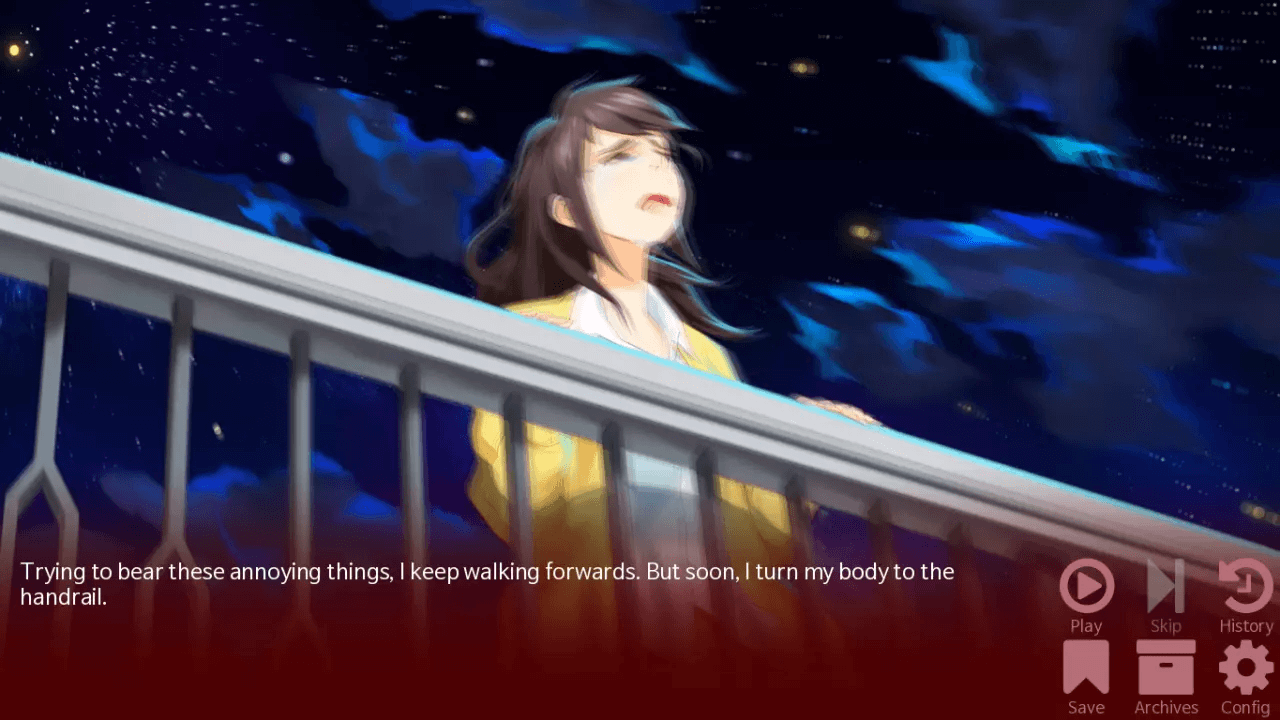 Trying to bear these annoying things, I keep walking forwards. But soon, I turn my body to the
handrail.
Play
Skip
History
Save
Archives
Config